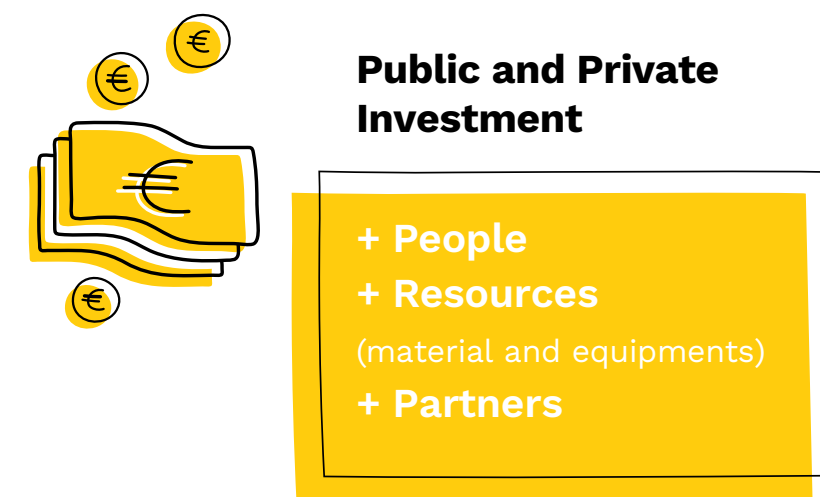 €
€
Public and Private
Investment
€
+ People
+ Resources
€
(material and equipments)
+ Partners